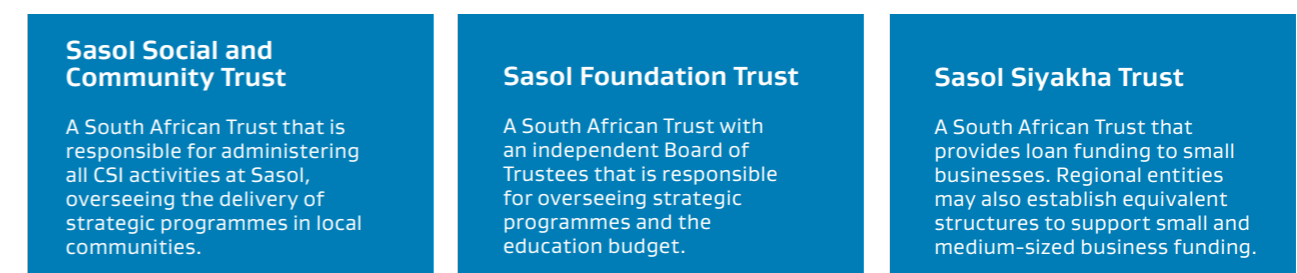 Sasol Social and
Community Trust
A South African Trust that is
responsible for administering
all CSI activities at Sasol,
overseeing the delivery of
strategic programmes in local
communities.
Sasol Foundation Trust
A South African Trust with
an independent Board of
Trustees that is responsible
for overseeing strategic
programmes and the
education budget.
Sasol Siyakha Trust
A South African Trust that
provides loan funding to small
businesses. Regional entities
may also establish equivalent
structures to support small and
medium-sized business funding.